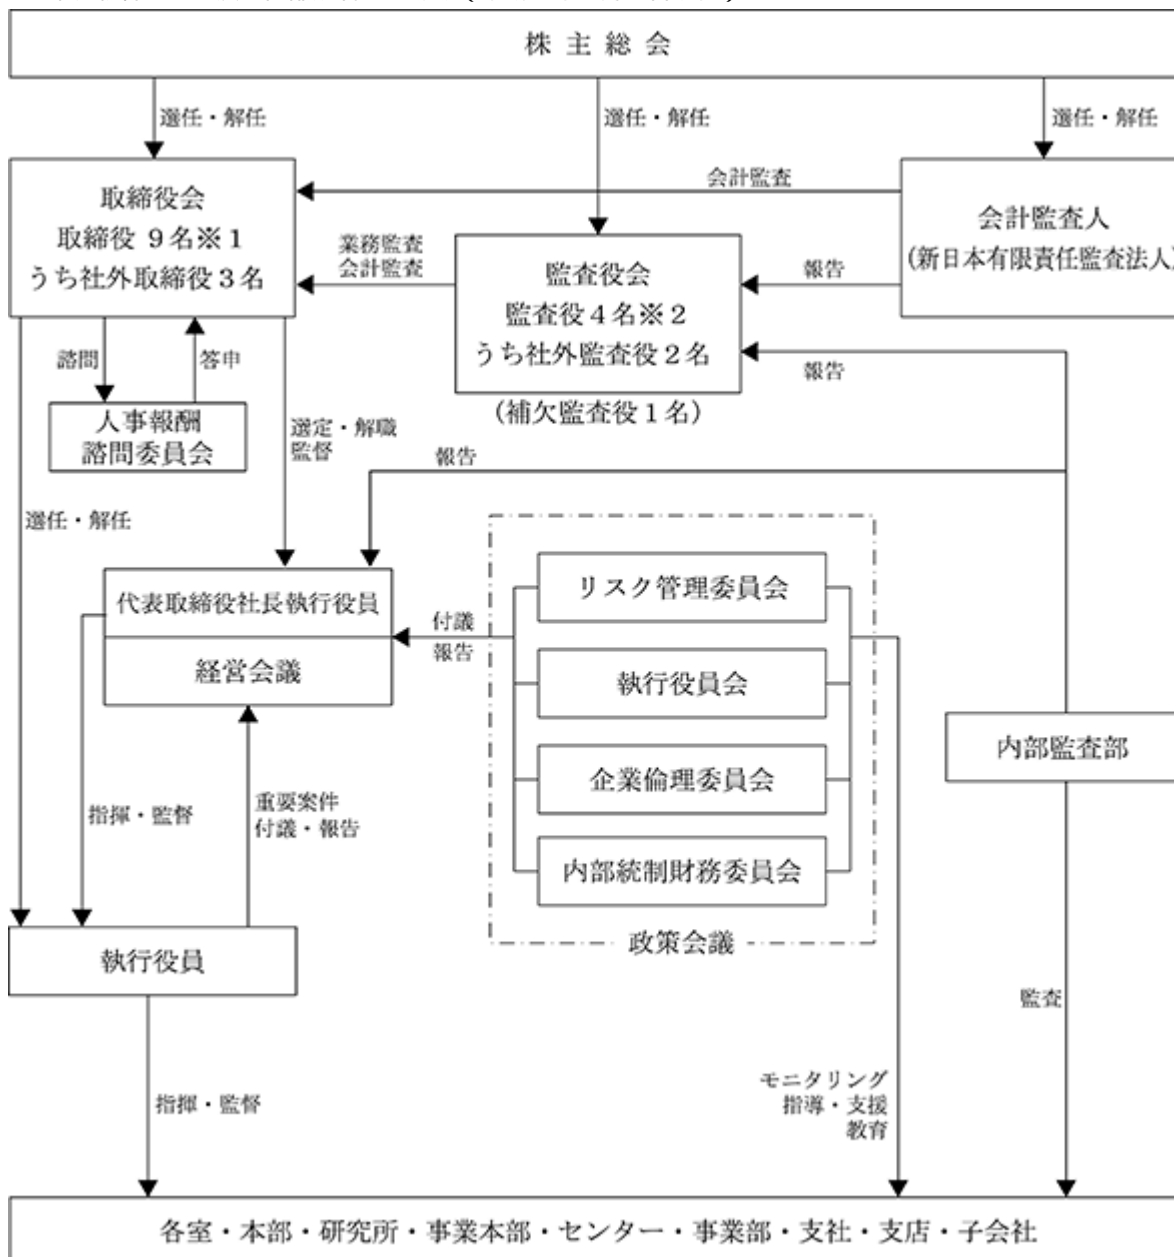 株 主 総 会
選任・解任
選任・解任
選任・解任
取締役会
取締役 9名※1
うち社外取締役3名
会計監査
会計監査人
(新日本有限責任監査法人)
業務監査
会計監査
監査役会
監査役4名※2
うち社外監査役2名
(補欠監査役1名)
報告
報告
諮問
答申
人事報酬
諮問委員会
選定・解職
監督
報告
選任・解任
代表取締役社長執行役員
経営会議
付議
報告
リスク管理委員会
執行役員会
企業倫理委員会
内部統制財務委員会
政策会議
内部監査部
指揮・監督
重要案件
付議・報告
執行役員
監査
指揮・監督
モニタリング
指導・支援
教育
各室・本部・研究所・事業本部・センター・事業部・支社・支店・子会社